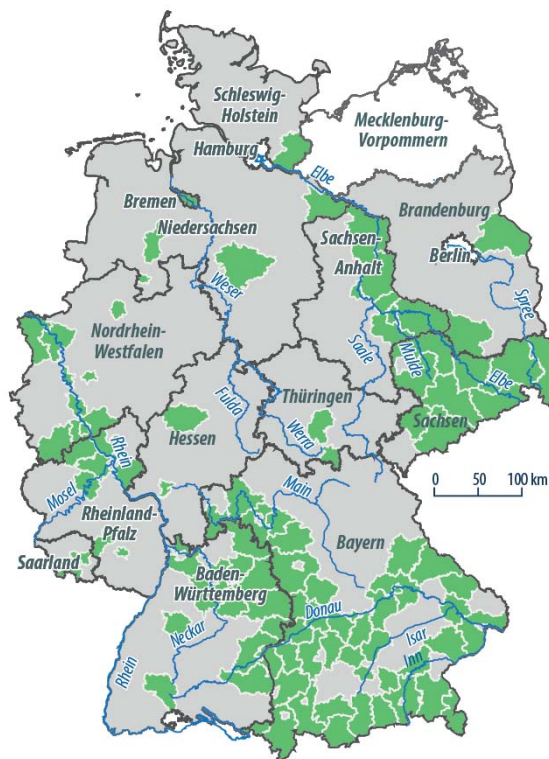 Schleswig-
Holstein
Mecklenburg-
Vorpommern
Hamburg
Elbe
Bremen
Niedersachsen
Brandenburg
Sachsen-
Anhalt
Berlin
Weser
Spree
Nordrhein-
Westfalen
Saale
Mulde
Elbe
Fulda
Thüringen
Werra
Sachsen
Hessen
Rhein
0 50 100 km
Mosel
Main
Rheinland-
Pfalz
Bayern
Saarland
Baden-
Württemberg
Donau
Neckar
Isar
Inn
Rhein